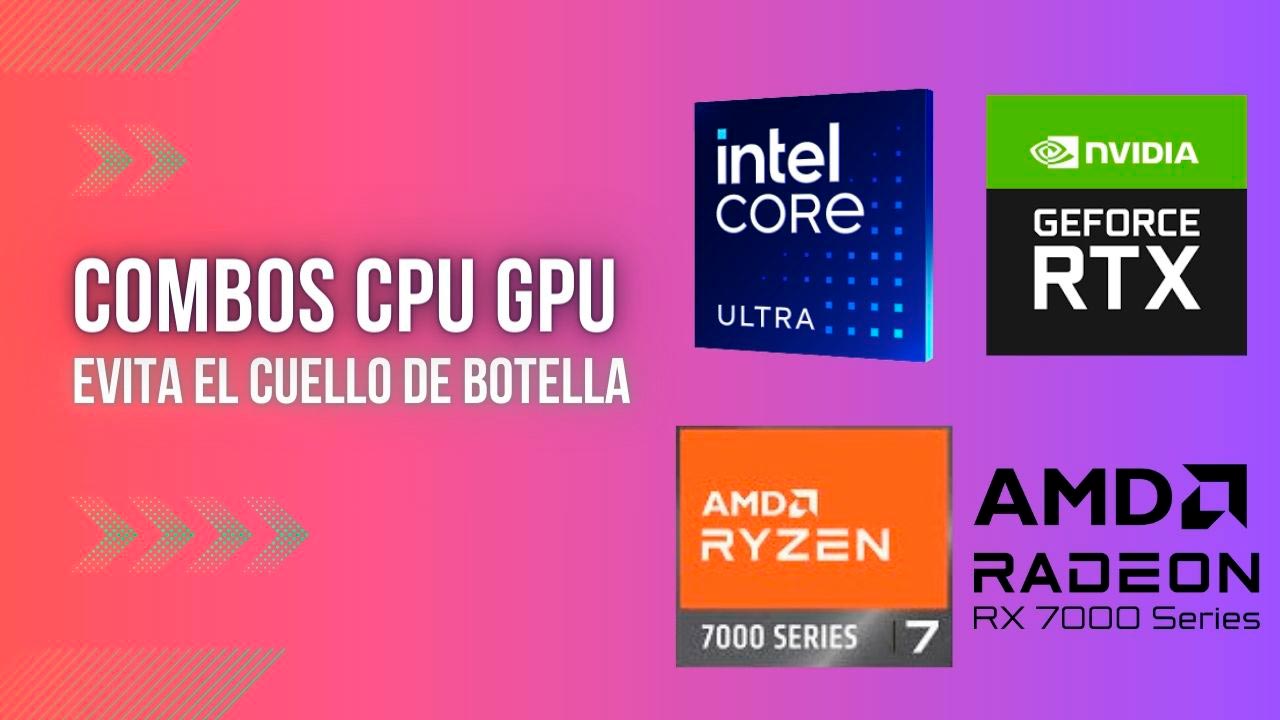 COMBOS CPU GPU
EVITA EL CUELLO DE BOTELLA
intel
CORE
ULTRA
NVIDIA
GEFORCE
RTX
AMD
RYZEN
7000 SERIES | 7
AMD
RADEON
RX 7000 Series